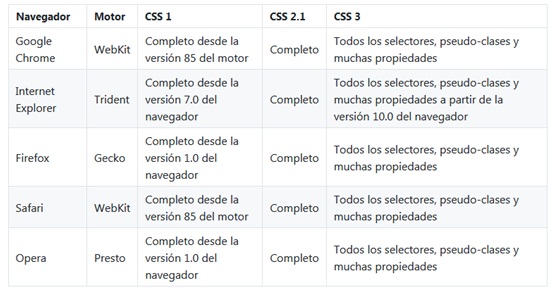 Navegador Motor CSS 1 CSS 2.1 CSS 3
Google Chrome WebKit Completo desde la versión 85 del motor Completo Todos los selectores, pseudo-clases y muchas propiedades
Internet Explorer Trident Completo desde la versión 7.0 del navegador Completo Todos los selectores, pseudo-clases y muchas propiedades a partir de la versión 10.0 del navegador
Firefox Gecko Completo desde la versión 1.0 del navegador Completo Todos los selectores, pseudo-clases y muchas propiedades
Safari WebKit Completo desde la versión 85 del motor Completo Todos los selectores, pseudo-clases y muchas propiedades
Opera Presto Completo desde la versión 1.0 del navegador Completo Todos los selectores, pseudo-clases y muchas propiedades